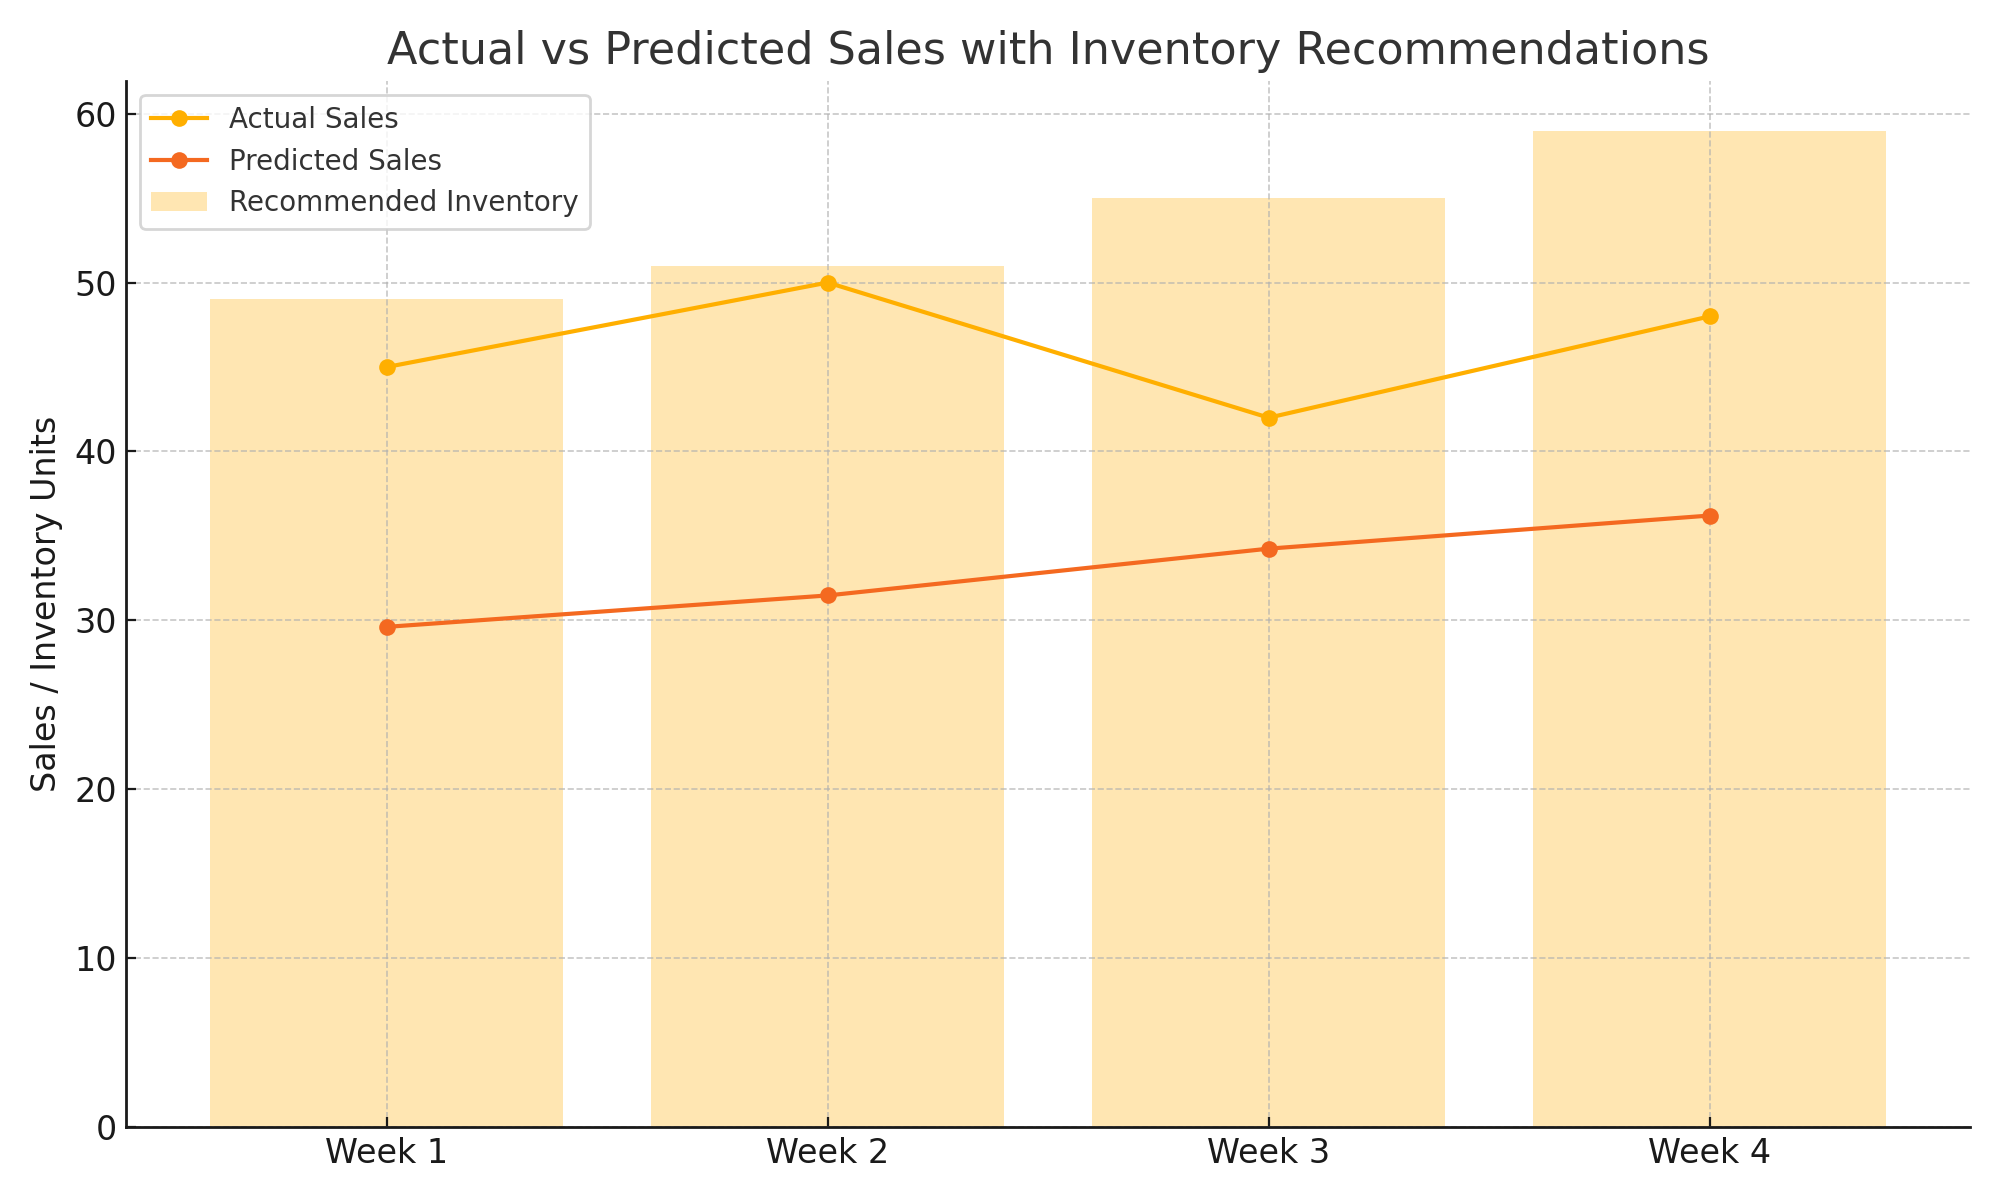 Actual vs Predicted Sales with Inventory Recommendations
Actual Sales
Predicted Sales
Recommended Inventory
Sales / Inventory Units
60
50
40
30
20
10
0
Week 1
Week 2
Week 3
Week 4